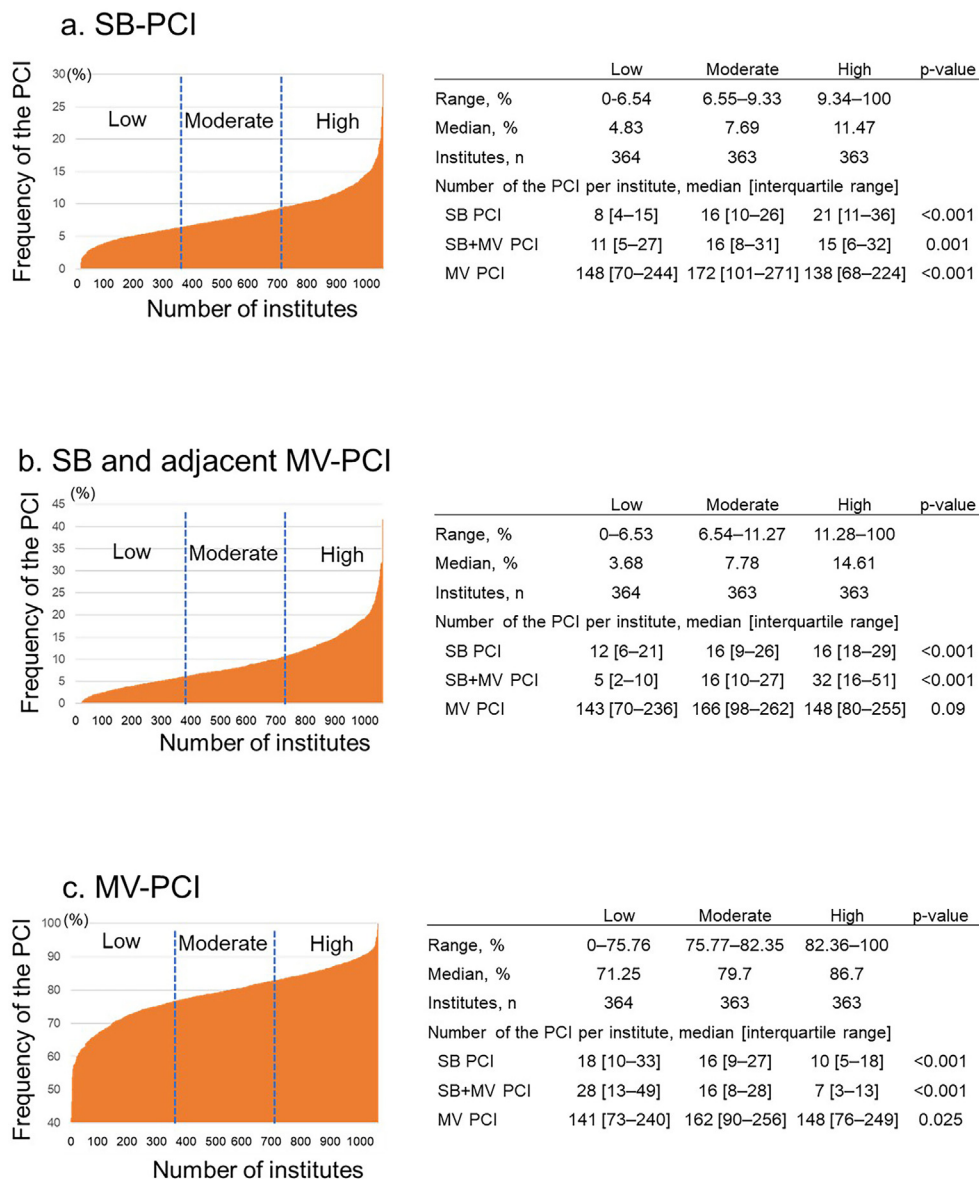 a. SB-PCI
Frequency of the PCI
(%)
30
25
20
15
10
5
0
Low Moderate High
0 100 200 300 400 500 600 700 800 900 1000
Number of institutes
Low Moderate High p-value
Range, % 0-6.54 6.55–9.33 9.34–100
Median, % 4.83 7.69 11.47
Institutes, n 364 363 363
Number of the PCI per institute, median [interquartile range]
SB PCI 8 [4–15] 16 [10–26] 21 [11–36] <0.001
SB+MV PCI 11 [5–27] 16 [8–31] 15 [6–32] 0.001
MV PCI 148 [70–244] 172 [101–271] 138 [68–224] <0.001
b. SB and adjacent MV-PCI
Frequency of the PCI
(%)
45
40
35
30
25
20
15
10
5
0
Low Moderate High
0 100 200 300 400 500 600 700 800 900 1000
Number of institutes
Low Moderate High p-value
Range, % 0–6.53 6.54–11.27 11.28–100
Median, % 3.68 7.78 14.61
Institutes, n 364 363 363
Number of the PCI per institute, median [interquartile range]
SB PCI 12 [6–21] 16 [9–26] 16 [18–29] <0.001
SB+MV PCI 5 [2–10] 16 [10–27] 32 [16–51] <0.001
MV PCI 143 [70–236] 166 [98–262] 148 [80–255] 0.09
c. MV-PCI
Frequency of the PCI
(%)
100
90
80
70
60
50
40
Low Moderate High
0 100 200 300 400 500 600 700 800 900 1000
Number of institutes
Low Moderate High p-value
Range, % 0–75.76 75.77–82.35 82.36–100
Median, % 71.25 79.7 86.7
Institutes, n 364 363 363
Number of the PCI per institute, median [interquartile range]
SB PCI 18 [10–33] 16 [9–27] 10 [5–18] <0.001
SB+MV PCI 28 [13–49] 16 [8–28] 7 [3–13] <0.001
MV PCI 141 [73–240] 162 [90–256] 148 [76–249] 0.025